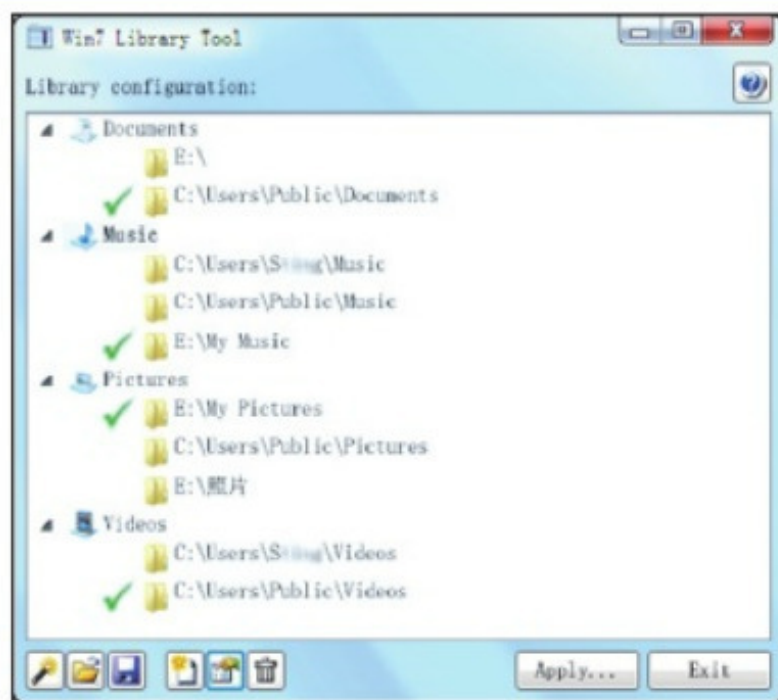 Win7 Library Tool
Library configuration:
Documents
E:\
C:\Users\Public\Documents
Music
C:\Users\S    g\Music
C:\Users\Public\Music
E:\My Music
Pictures
E:\My Pictures
C:\Users\Public\Pictures
E:\照片
Videos
C:\Users\S    g\Videos
C:\Users\Public\Videos
Apply...
Exit